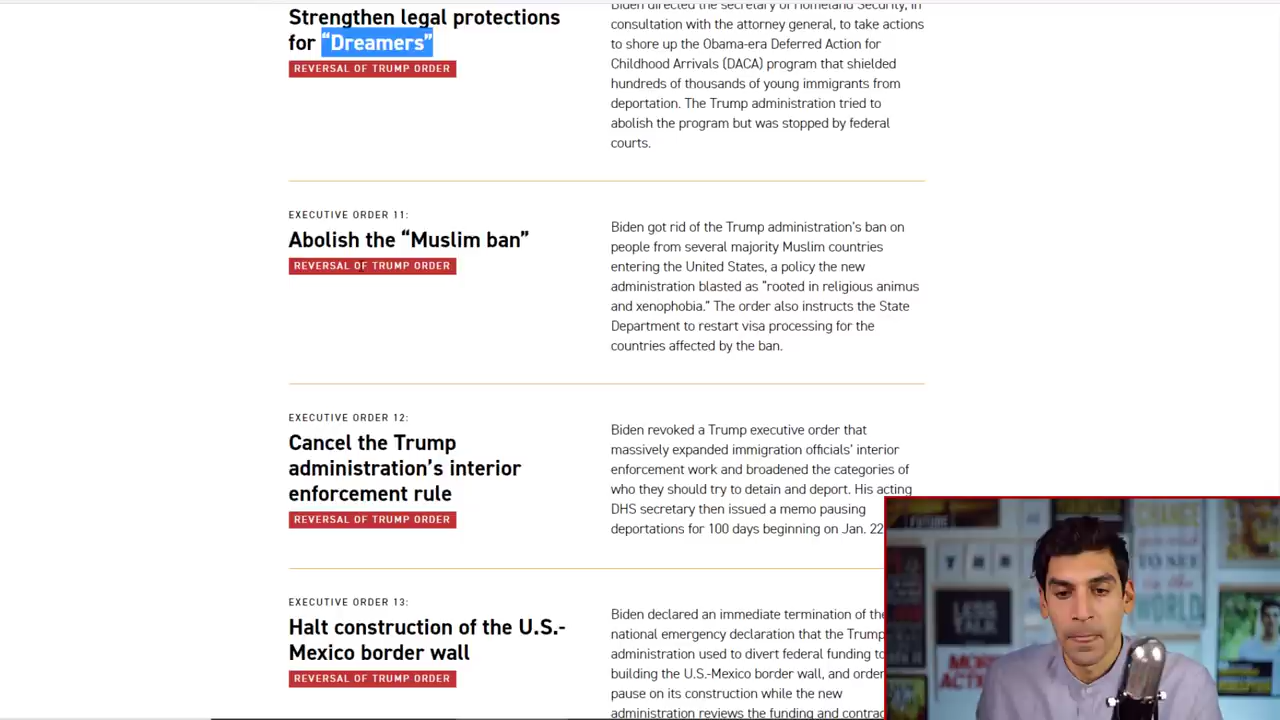 Strengthen legal protections
for “Dreamers”
REVERSAL OF TRUMP ORDER
Biden directed the secretary of Homeland Security, in
consultation with the attorney general, to take actions
to shore up the Obama-era Deferred Action for
Childhood Arrivals (DACA) program that shielded
hundreds of thousands of young immigrants from
deportation. The Trump administration tried to
abolish the program but was stopped by federal
courts.
EXECUTIVE ORDER 11:
Abolish the “Muslim ban”
REVERSAL OF TRUMP ORDER
Biden got rid of the Trump administration’s ban on
people from several majority Muslim countries
entering the United States, a policy the new
administration blasted as “rooted in religious animus
and xenophobia.” The order also instructs the State
Department to restart visa processing for the
countries affected by the ban.
EXECUTIVE ORDER 12:
Cancel the Trump
administration’s interior
enforcement rule
REVERSAL OF TRUMP ORDER
Biden revoked a Trump executive order that
massively expanded immigration officials’ interior
enforcement work and broadened the categories of
who they should try to detain and deport. His acting
DHS secretary then issued a memo pausing
deportations for 100 days beginning on Jan. 22
EXECUTIVE ORDER 13:
Halt construction of the U.S.-
Mexico border wall
REVERSAL OF TRUMP ORDER
Biden declared an immediate termination of the
national emergency declaration that the Trump
administration used to divert federal funding to
building the U.S.-Mexico border wall, and order
pause on its construction while the new
administration reviews the funding and contrac
FUTURE
TO SEE
in the
WORLD
LESS
TALK
MORE
ACTI